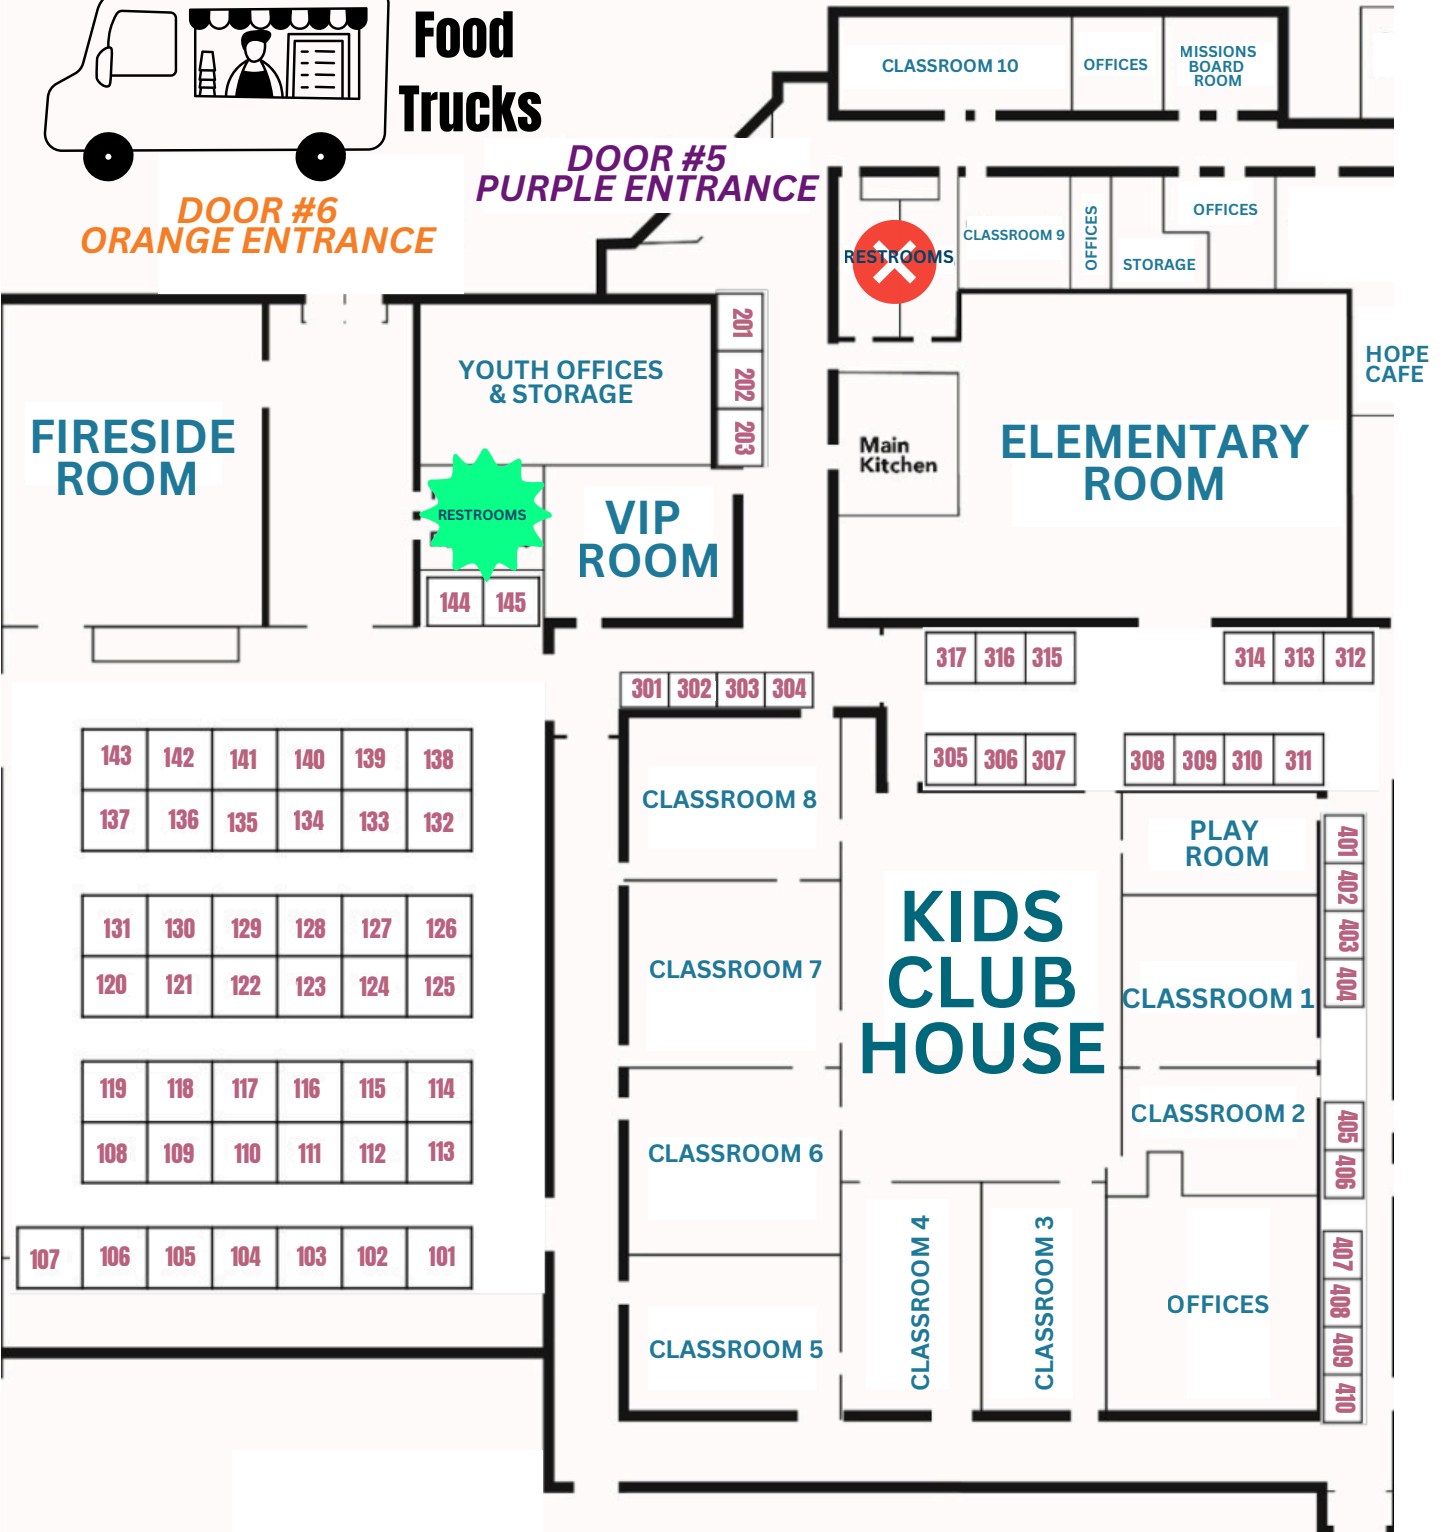 Food
Trucks
DOOR #5
PURPLE ENTRANCE
DOOR #6
ORANGE ENTRANCE
CLASSROOM 10
OFFICES
MISSIONS
BOARD
ROOM
RESTROOMS
CLASSROOM 9
OFFICES
STORAGE
OFFICES
HOPE
CAFE
FIRESIDE
ROOM
YOUTH OFFICES
& STORAGE
201
202
203
Main
Kitchen
ELEMENTARY
ROOM
RESTROOMS
VIP
ROOM
144 145
317 316 315
314 313 312
301 302 303 304
305 306 307
308 309 310 311
143 142 141 140 139 138
137 136 135 134 133 132
131 130 129 128 127 126
120 121 122 123 124 125
119 118 117 116 115 114
108 109 110 111 112 113
107 106 105 104 103 102 101
CLASSROOM 8
CLASSROOM 7
CLASSROOM 6
CLASSROOM 5
KIDS
CLUB
HOUSE
PLAY
ROOM
CLASSROOM 1
CLASSROOM 2
CLASSROOM 4
CLASSROOM 3
OFFICES
401
402
403
404
405
406
407
408
409
410